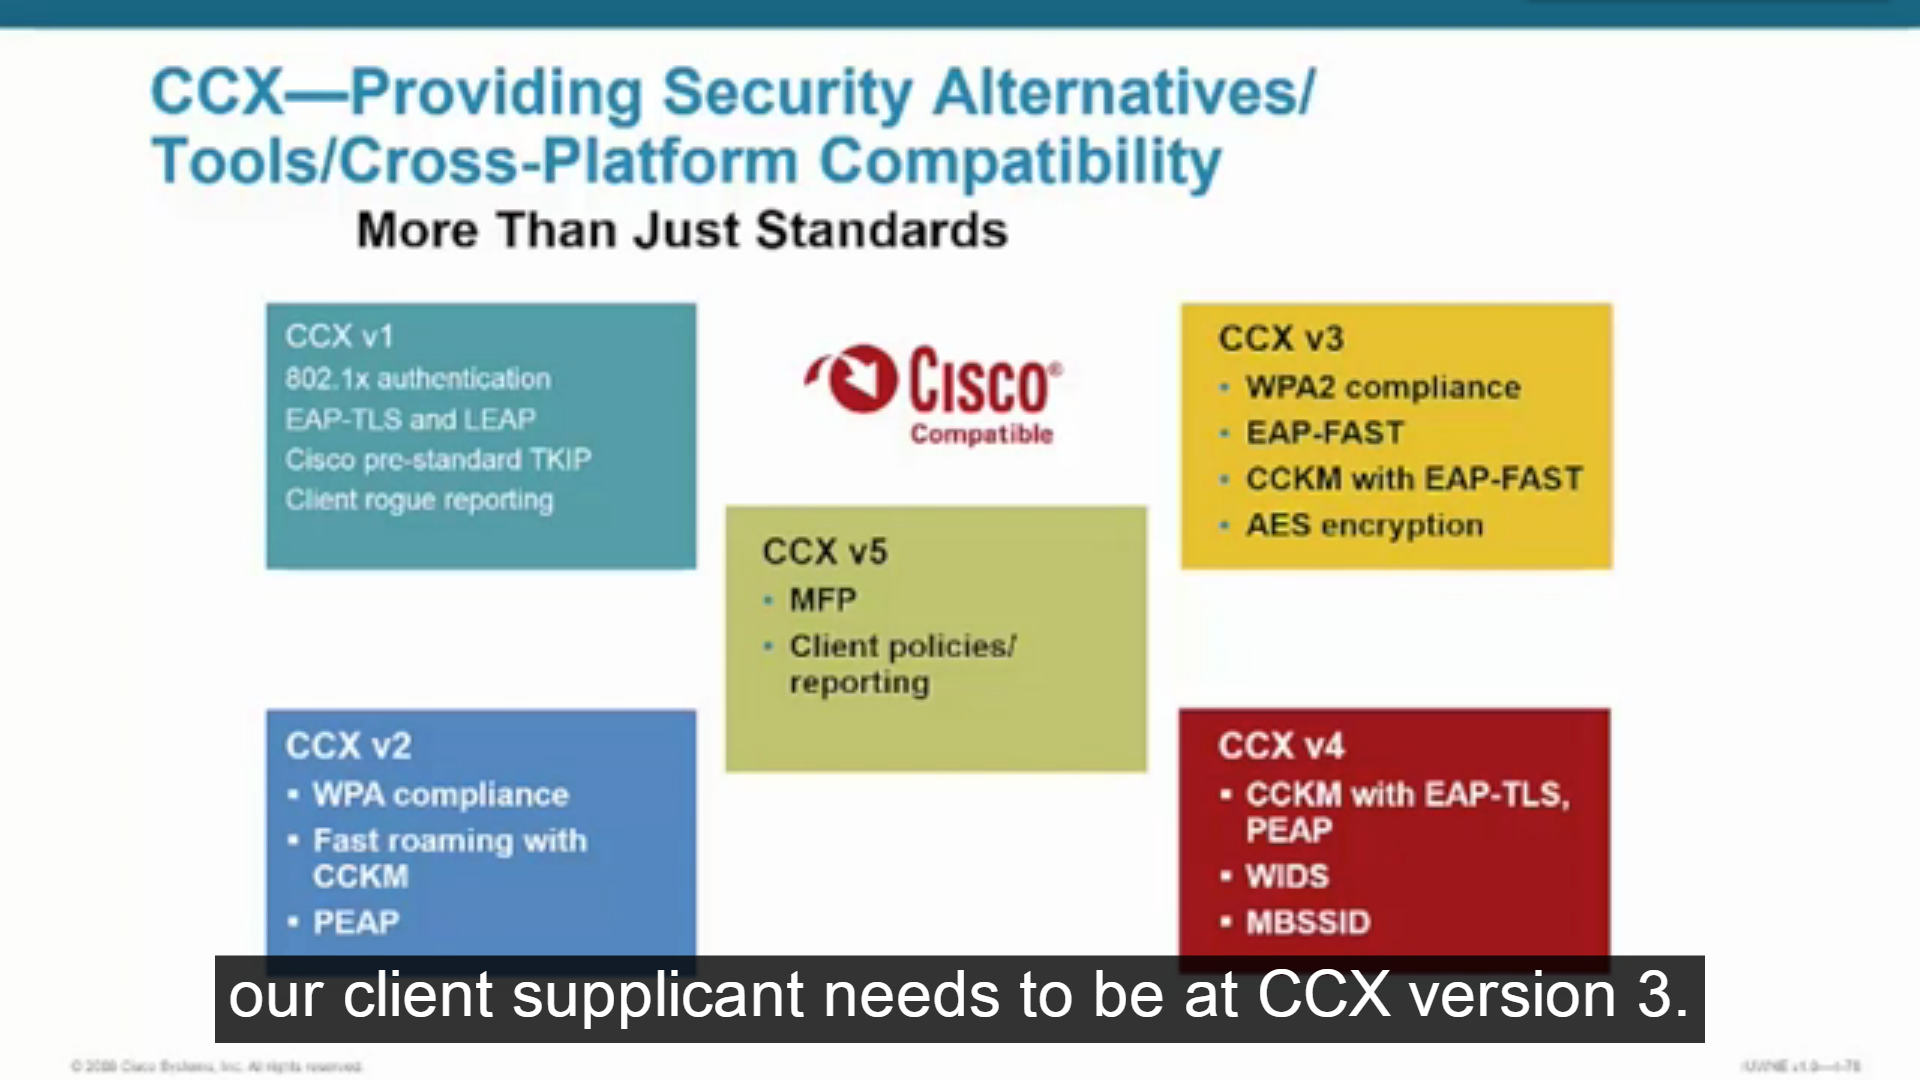 CCX—Providing Security Alternatives/
Tools/Cross-Platform Compatibility
More Than Just Standards
CCX v1
802.1x authentication
EAP-TLS and LEAP
Cisco pre-standard TKIP
Client rogue reporting
CISCO®
Compatible
CCX v3
• WPA2 compliance
• EAP-FAST
• CCKM with EAP-FAST
• AES encryption
CCX v5
• MFP
• Client policies/
reporting
CCX v2
▪ WPA compliance
▪ Fast roaming with
CCKM
▪ PEAP
CCX v4
▪ CCKM with EAP-TLS,
PEAP
▪ WIDS
▪ MBSSID
our client supplicant needs to be at CCX version 3.
Cisco Systems, Inc. All rights reserved.